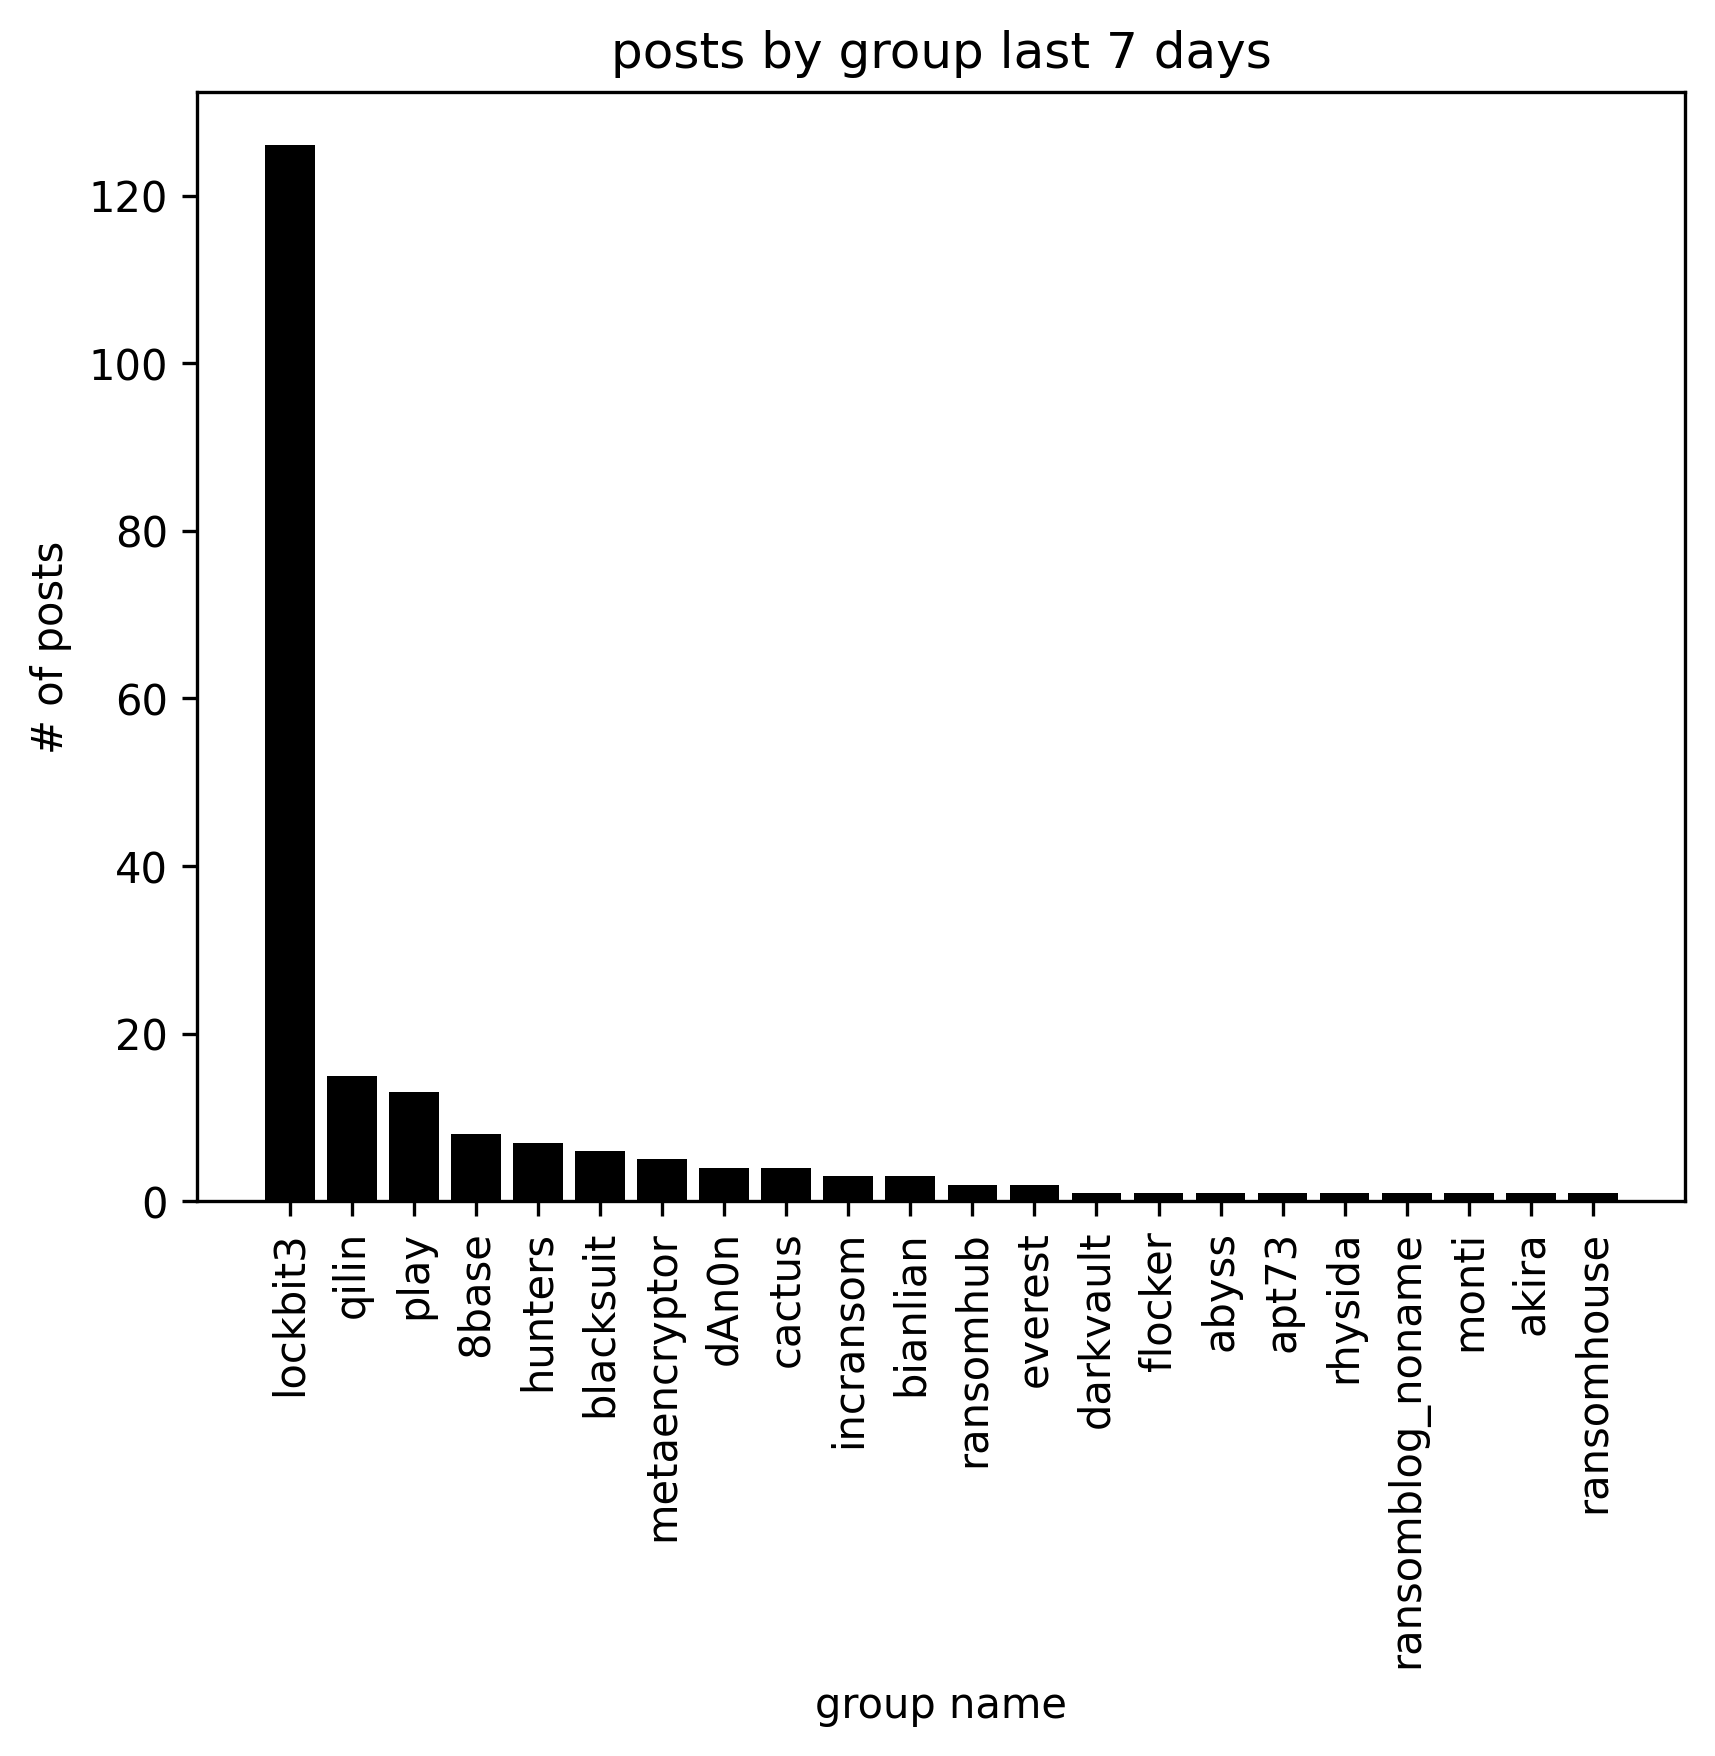 posts by group last 7 days
# of posts
120
100
80
60
40
20
0
lockbit3
qilin
play
8base
hunters
blacksuit
metaencryptor
dAn0n
cactus
incransom
bianlian
ransomhub
everest
darkvault
flocker
abyss
apt73
rhysida
ransomblog_noname
monti
akira
ransomhouse
group name